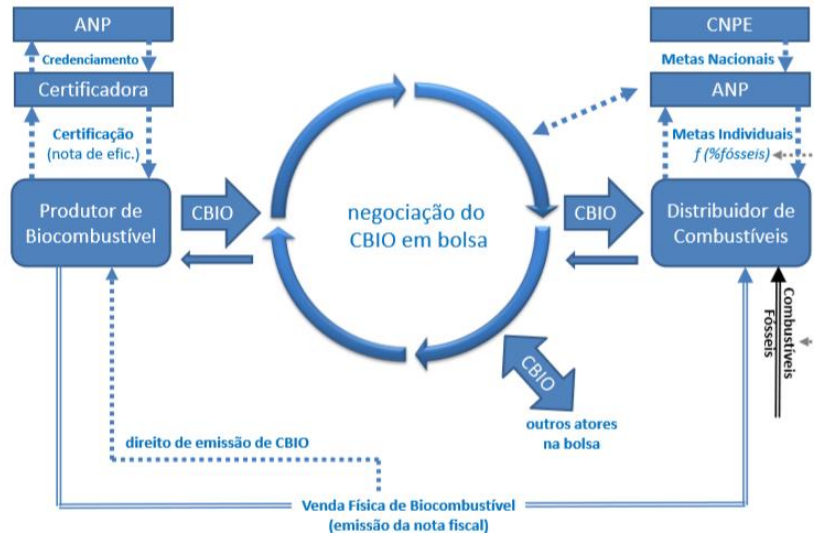 ANP
Credenciamento
Certificadora
Certificação
(nota de efic.)
Produtor de
Biocombustível
CBIO
negociação do
CBIO em bolsa
CBIO
CNPE
Metas Nacionais
ANP
Metas Individuais
f (%fósseis)
Distribuidor de
Combustíveis
Combustíveis
Fósseis
CBIO
outros atores
na bolsa
direito de emissão de CBIO
Venda Física de Biocombustível
(emissão da nota fiscal)